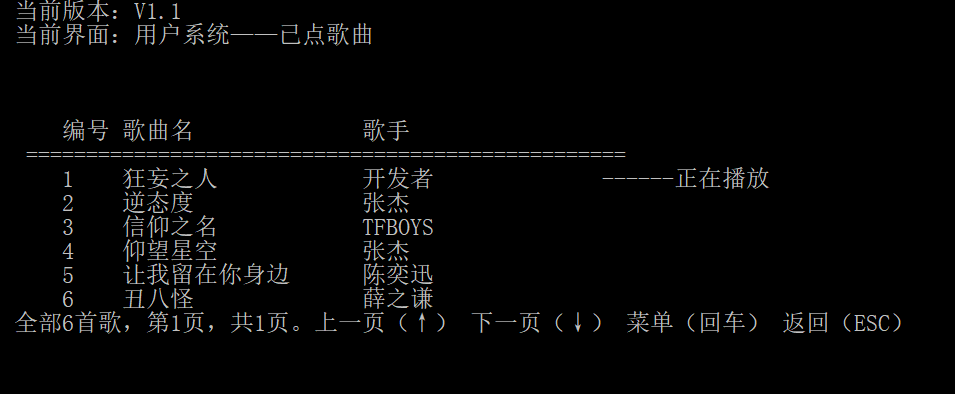 当前版本：V1.1
当前界面：用户系统——已点歌曲
编号 歌曲名 歌手
==================================================
1 狂妄之人 开发者 ------正在播放
2 逆态度 张杰
3 信仰之名 TFBOYS
4 仰望星空 张杰
5 让我留在你身边 陈奕迅
6 丑八怪 薛之谦
全部6首歌，第1页，共1页。上一页（↑） 下一页（↓） 菜单（回车） 返回（ESC）